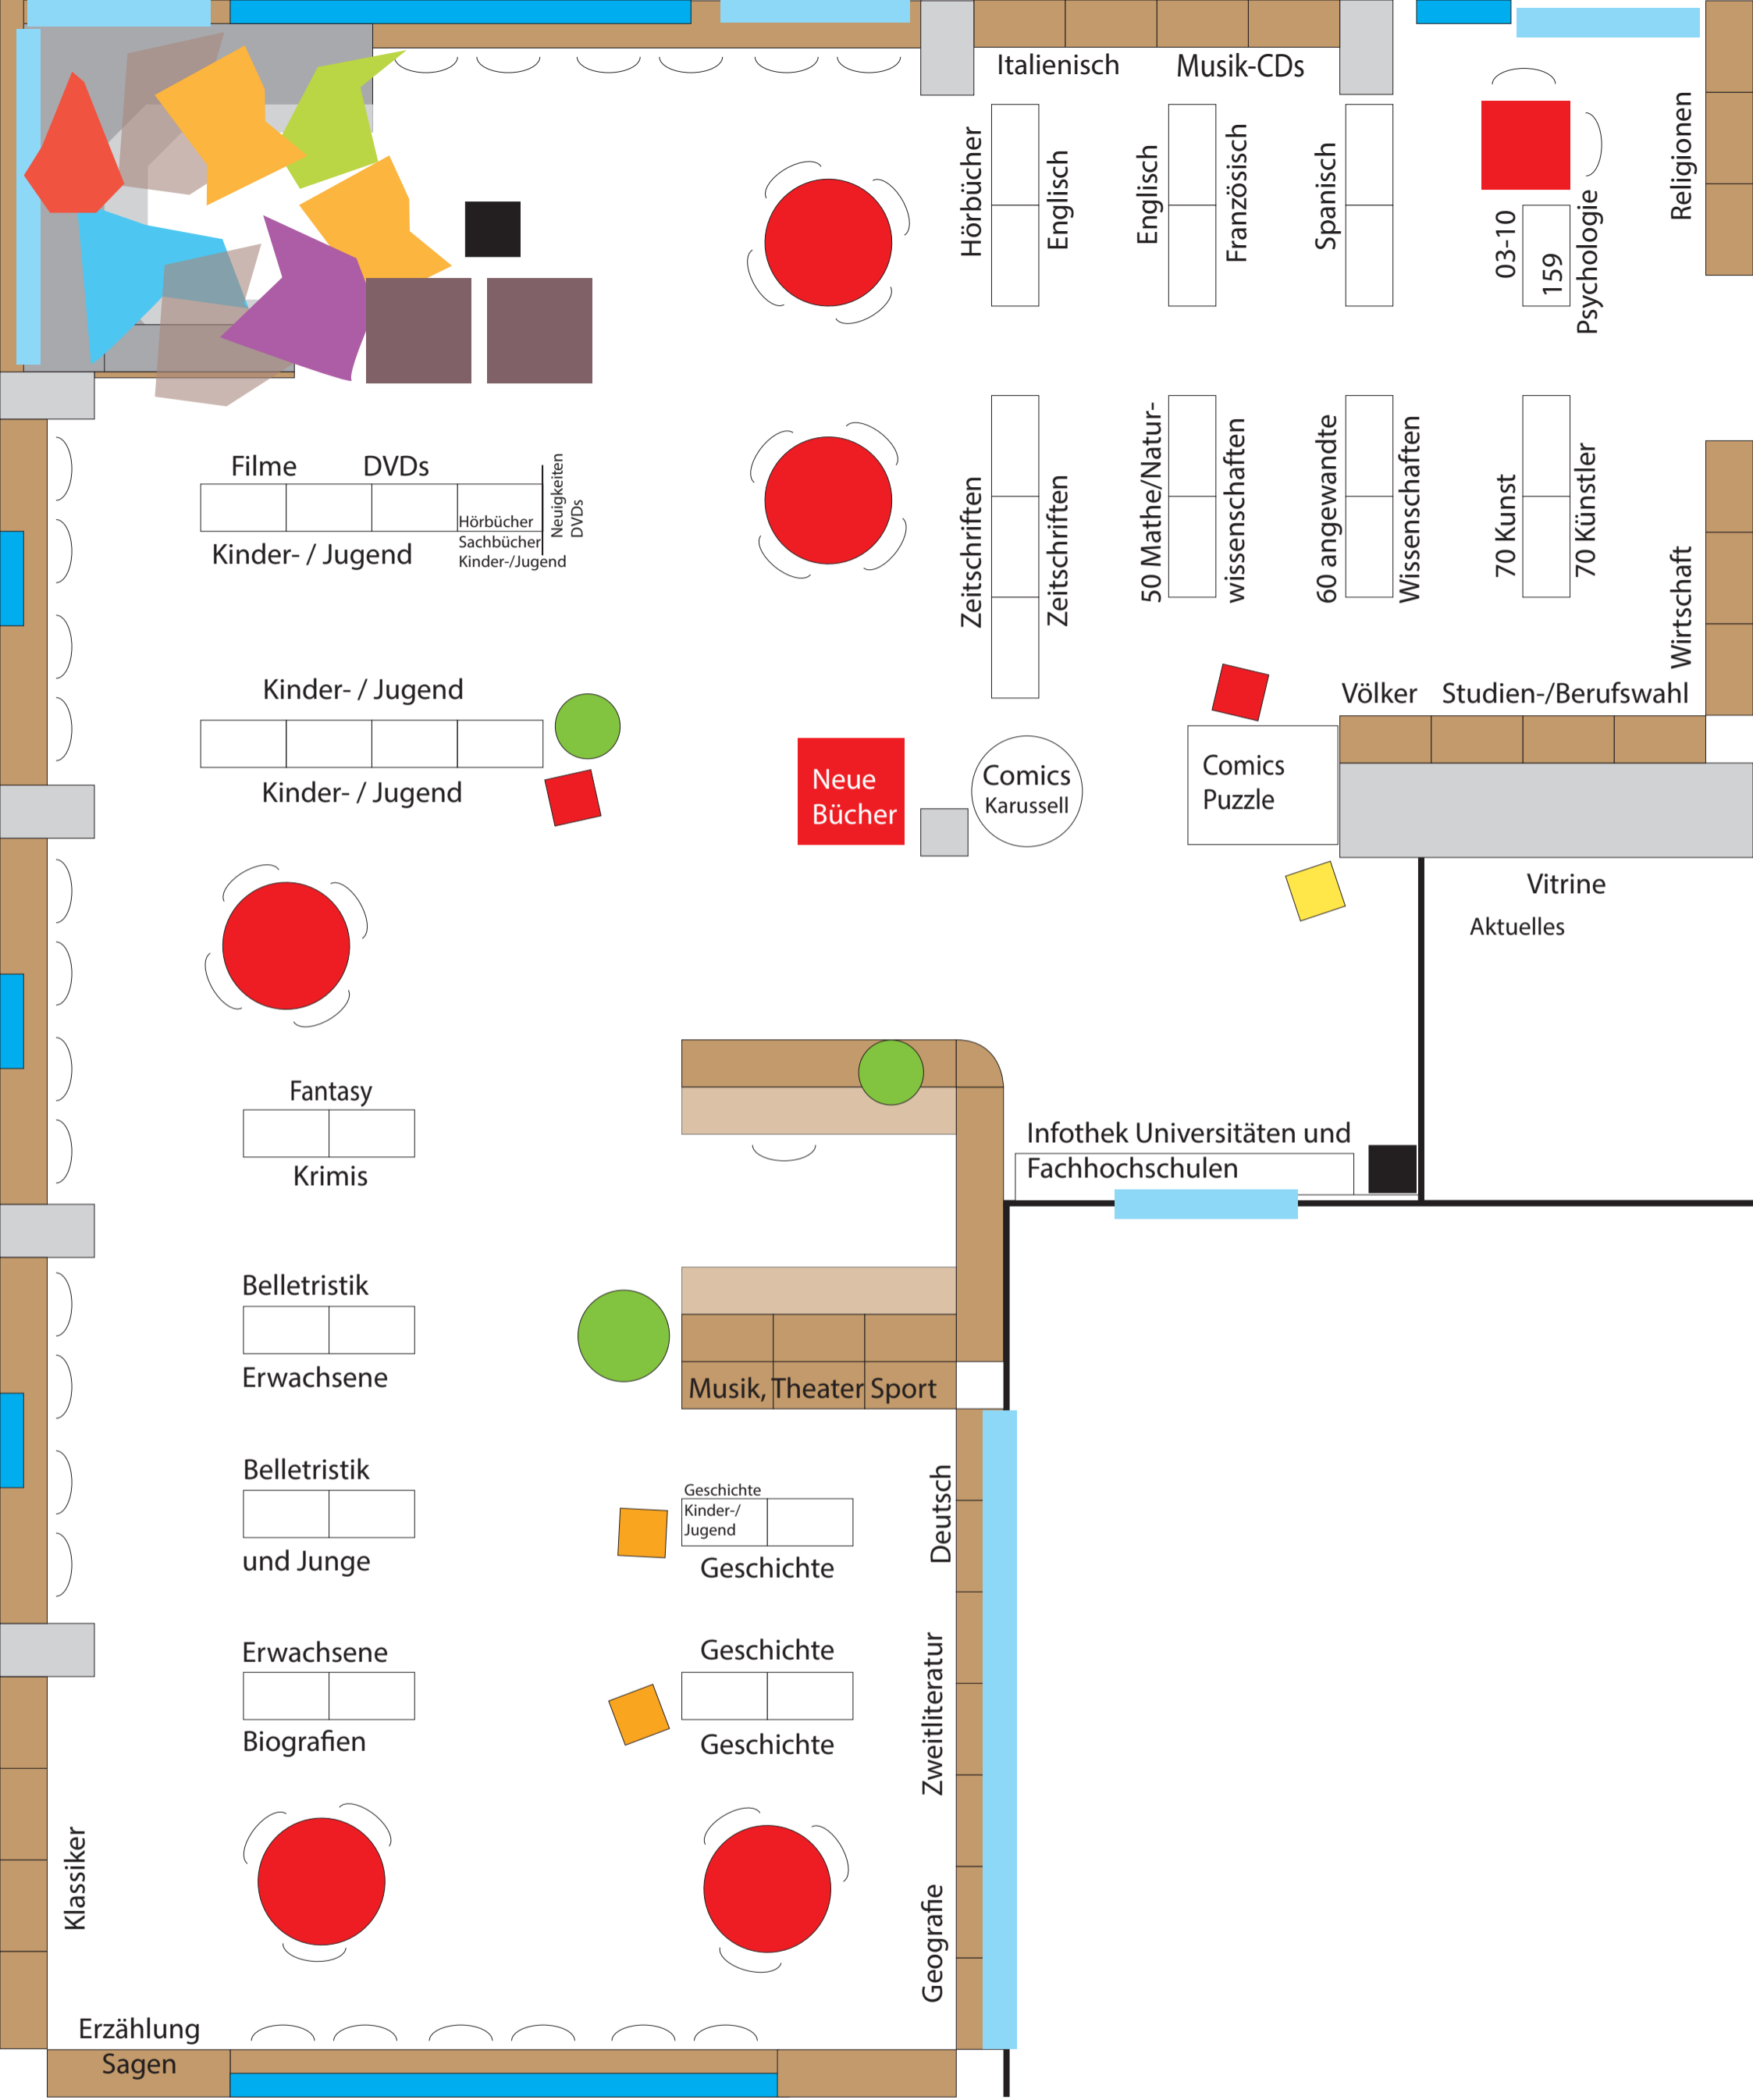 Italienisch
Musik-CDs
Hörbücher
Englisch
Englisch
Französisch
Spanisch
03-10
159
Psychologie
Religionen
Filme
DVDs
Hörbücher
Sachbücher
Kinder-/Jugend
Neuigkeiten
DVDs
Kinder- / Jugend
Zeitschriften
Zeitschriften
50 Mathe/Natur-
wissenschaften
60 angewandte
Wissenschaften
70 Kunst
70 Künstler
Wirtschaft
Kinder- / Jugend
Kinder- / Jugend
Neue
Bücher
Comics
Karussell
Comics
Puzzle
Völker
Studien-/Berufswahl
Vitrine
Aktuelles
Fantasy
Krimis
Infothek Universitäten und
Fachhochschulen
Belletristik
Erwachsene
Musik, Theater Sport
Belletristik
und Junge
Geschichte
Kinder-/
Jugend
Geschichte
Deutsch
Erwachsene
Biografien
Geschichte
Geschichte
Zweitliteratur
Klassiker
Geografie
Erzählung
Sagen